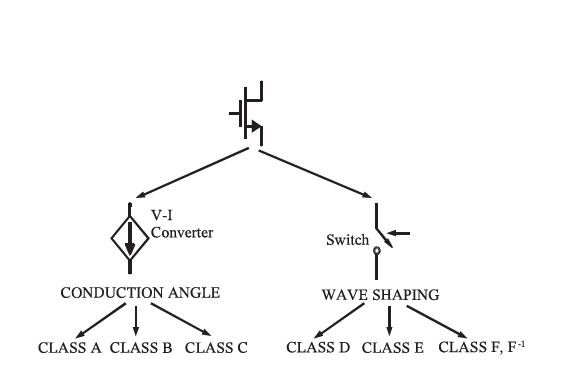 V-I
Converter
Switch
CONDUCTION ANGLE
WAVE SHAPING
CLASS A CLASS B CLASS C
CLASS D CLASS E CLASS F, F⁻¹